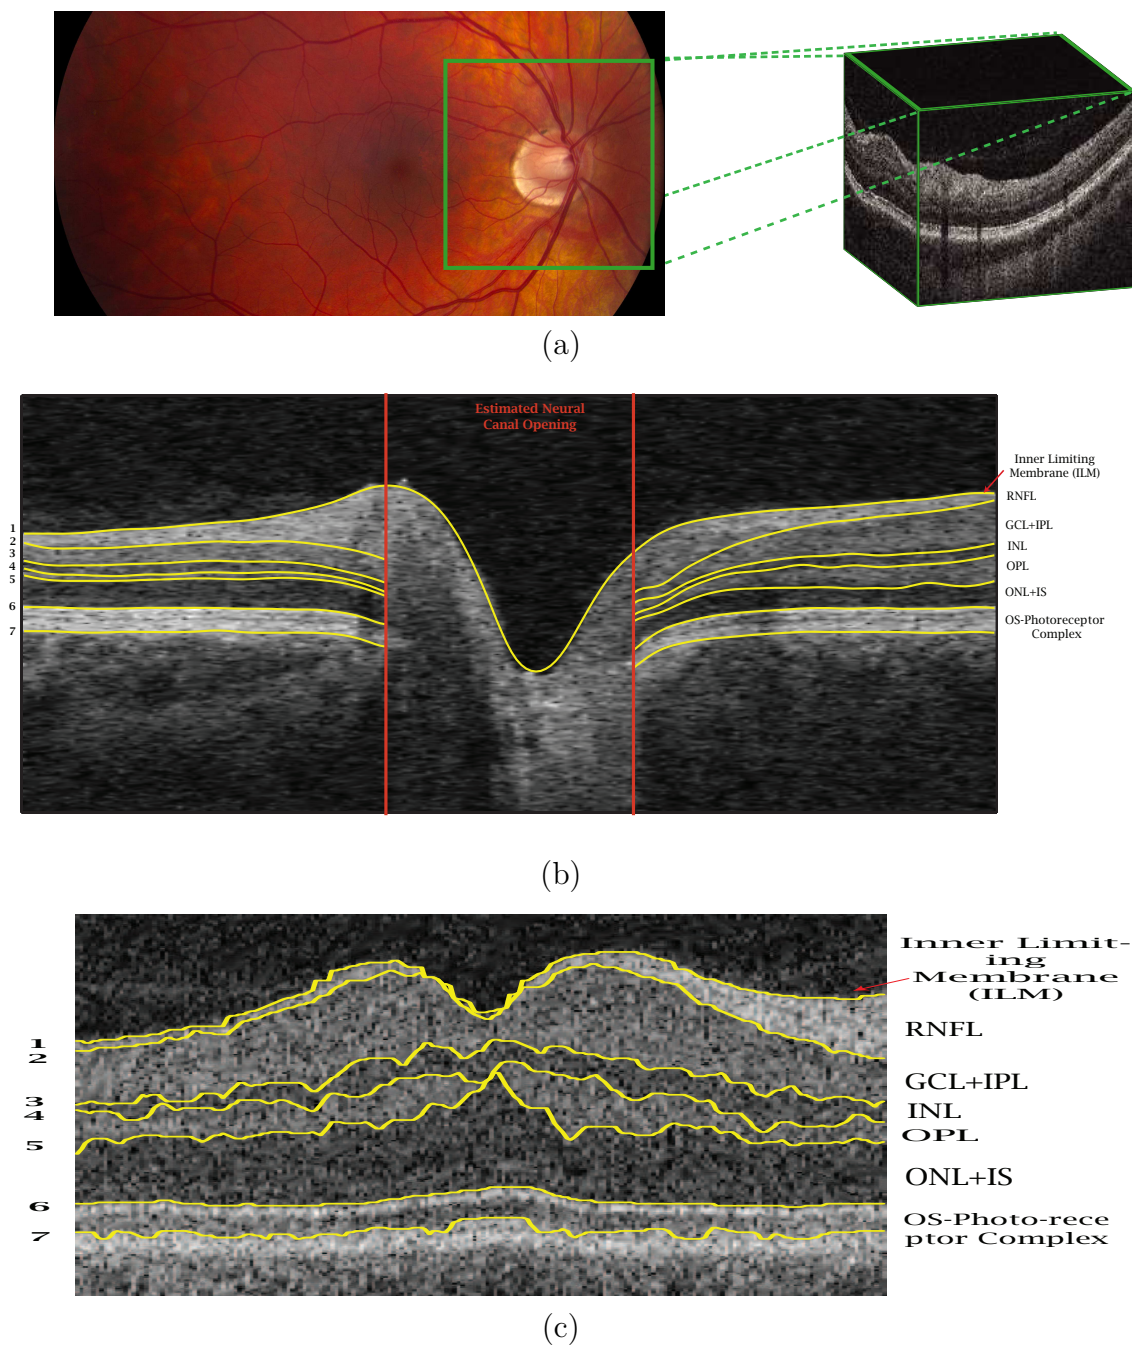 (a)
Estimated Neural
Canal Opening
Inner Limiting
Membrane (ILM)
RNFL
GCL+IPL
INL
OPL
ONL+IS
OS-Photoreceptor
Complex
1
2
3
4
5
6
7
(b)
Inner Limit-
ing
Membrane
(ILM)
RNFL
GCL+IPL
INL
OPL
ONL+IS
OS-Photo-rece
ptor Complex
1
2
3
4
5
6
7
(c)